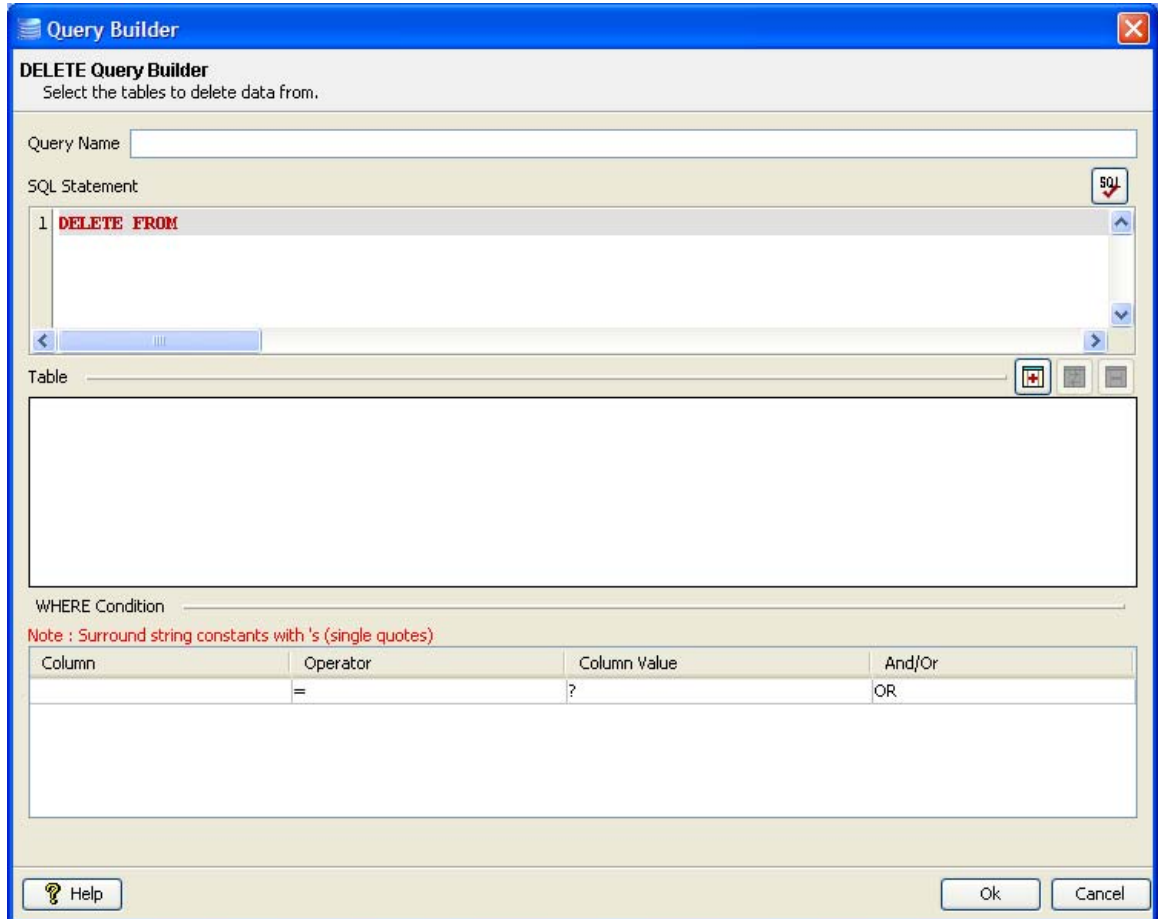 Query Builder
DELETE Query Builder
Select the tables to delete data from.
Query Name
SQL Statement
SQL
1 DELETE FROM
Table
WHERE Condition
Note : Surround string constants with 's (single quotes)
Column Operator Column Value And/Or
= ? OR
? Help Ok Cancel